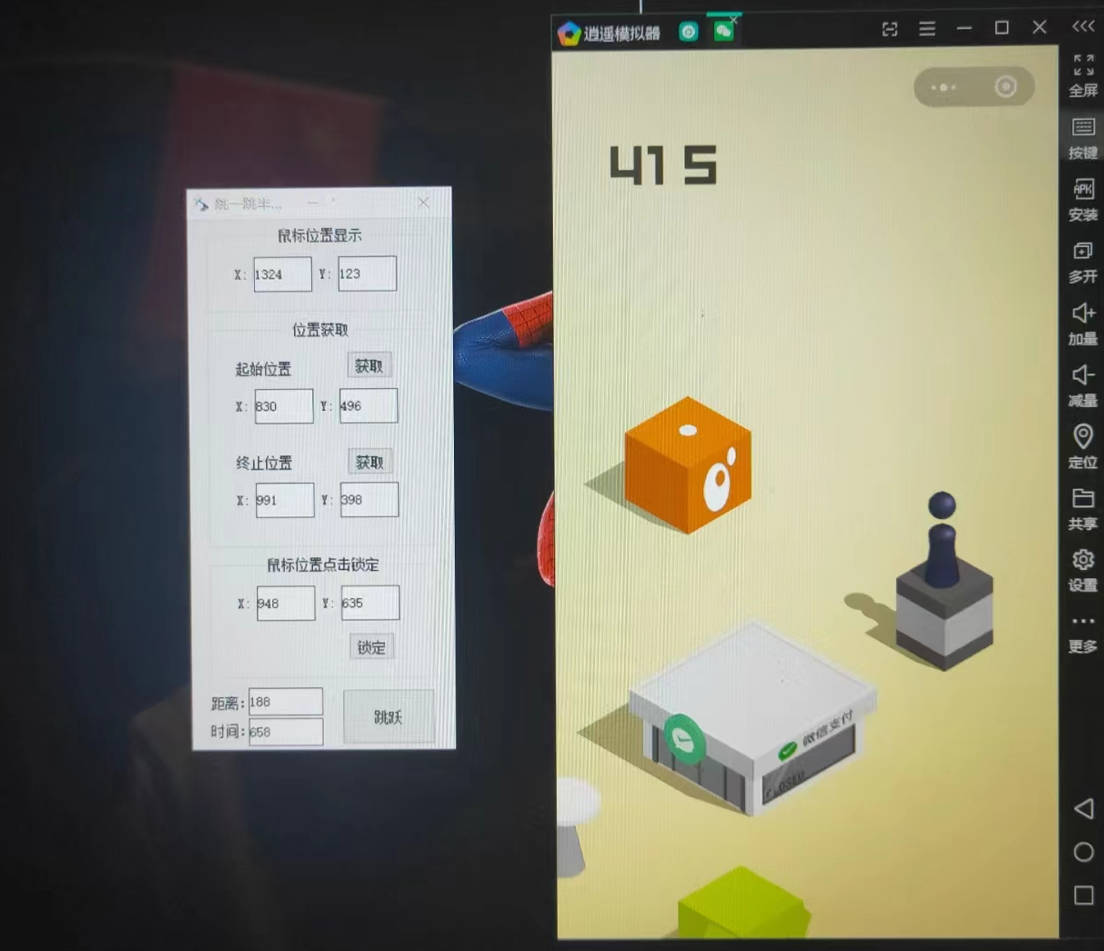 逍遥模拟器
全屏
按键
APK
安装
多开
加量
减量
定位
共享
设置
更多
415
微信支付
CLOSED
跳一跳半...
鼠标位置显示
X: 1324 Y: 123
位置获取
起始位置 获取
X: 830 Y: 496
终止位置 获取
X: 991 Y: 398
鼠标位置点击锁定
X: 948 Y: 635
锁定
距离: 188
时间: 658
跳跃